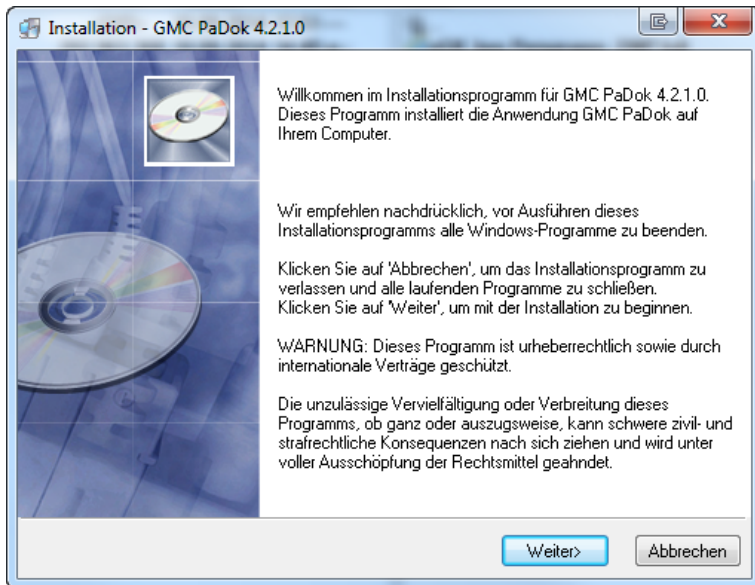 Installation - GMC PaDok 4.2.1.0
Willkommen im Installationsprogramm für GMC PaDok 4.2.1.0.
Dieses Programm installiert die Anwendung GMC PaDok auf
Ihrem Computer.
Wir empfehlen nachdrücklich, vor Ausführen dieses
Installationsprogramms alle Windows-Programme zu beenden.
Klicken Sie auf 'Abbrechen', um das Installationsprogramm zu
verlassen und alle laufenden Programme zu schließen.
Klicken Sie auf 'Weiter', um mit der Installation zu beginnen.
WARNUNG: Dieses Programm ist urheberrechtlich sowie durch
internationale Verträge geschützt.
Die unzulässige Vervielfältigung oder Verbreitung dieses
Programms, ob ganz oder auszugsweise, kann schwere zivil- und
strafrechtliche Konsequenzen nach sich ziehen und wird unter
voller Ausschöpfung der Rechtsmittel geahndet.
Weiter>
Abbrechen